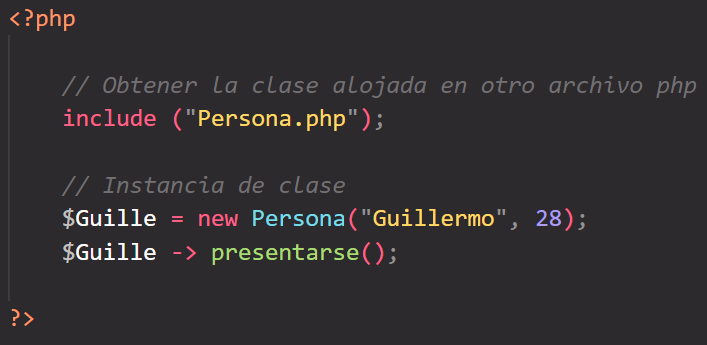 <?php
// Obtener la clase alojada en otro archivo php
include ("Persona.php");
// Instancia de clase
$Guille = new Persona("Guillermo", 28);
$Guille -> presentarse();
?>